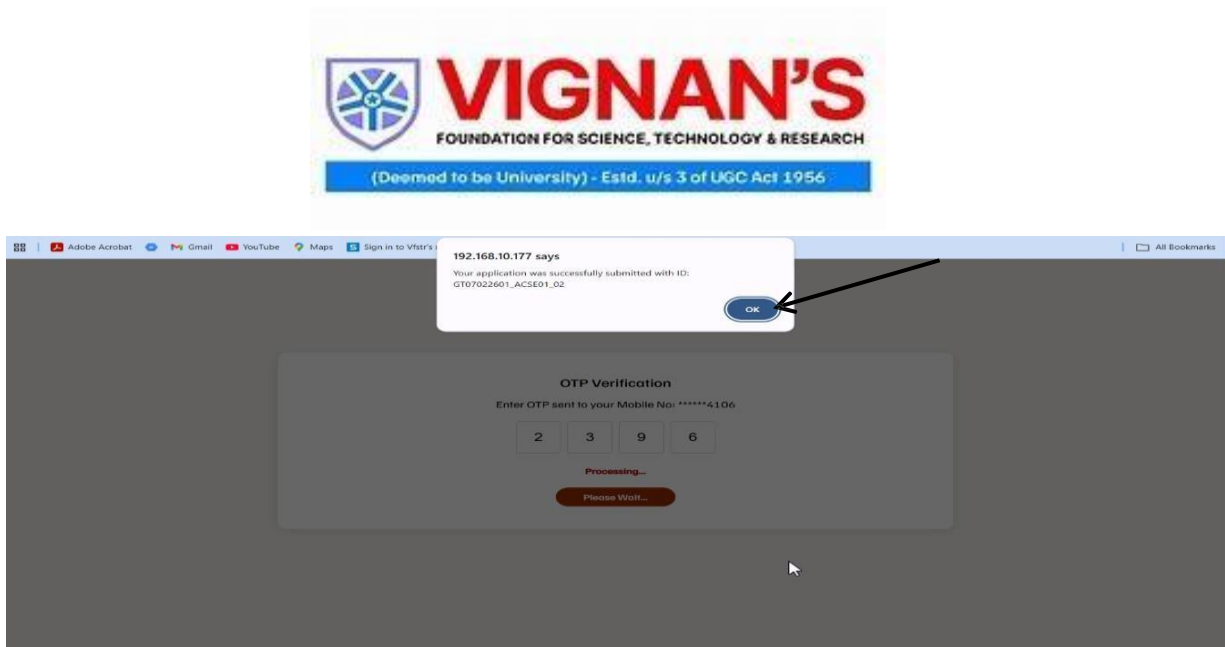 VIGNAN'S
FOUNDATION FOR SCIENCE, TECHNOLOGY & RESEARCH
(Deemed to be University) - Estd. u/s 3 of UGC Act 1956
Adobe Acrobat Gmail YouTube Maps Sign in to Vfstr's All Bookmarks
192.168.10.177 says
Your application was successfully submitted with ID:
GT07022601_ACSE01_02
OK
OTP Verification
Enter OTP sent to your Mobile No: ******4106
2 3 9 6
Processing...
Please Wait...